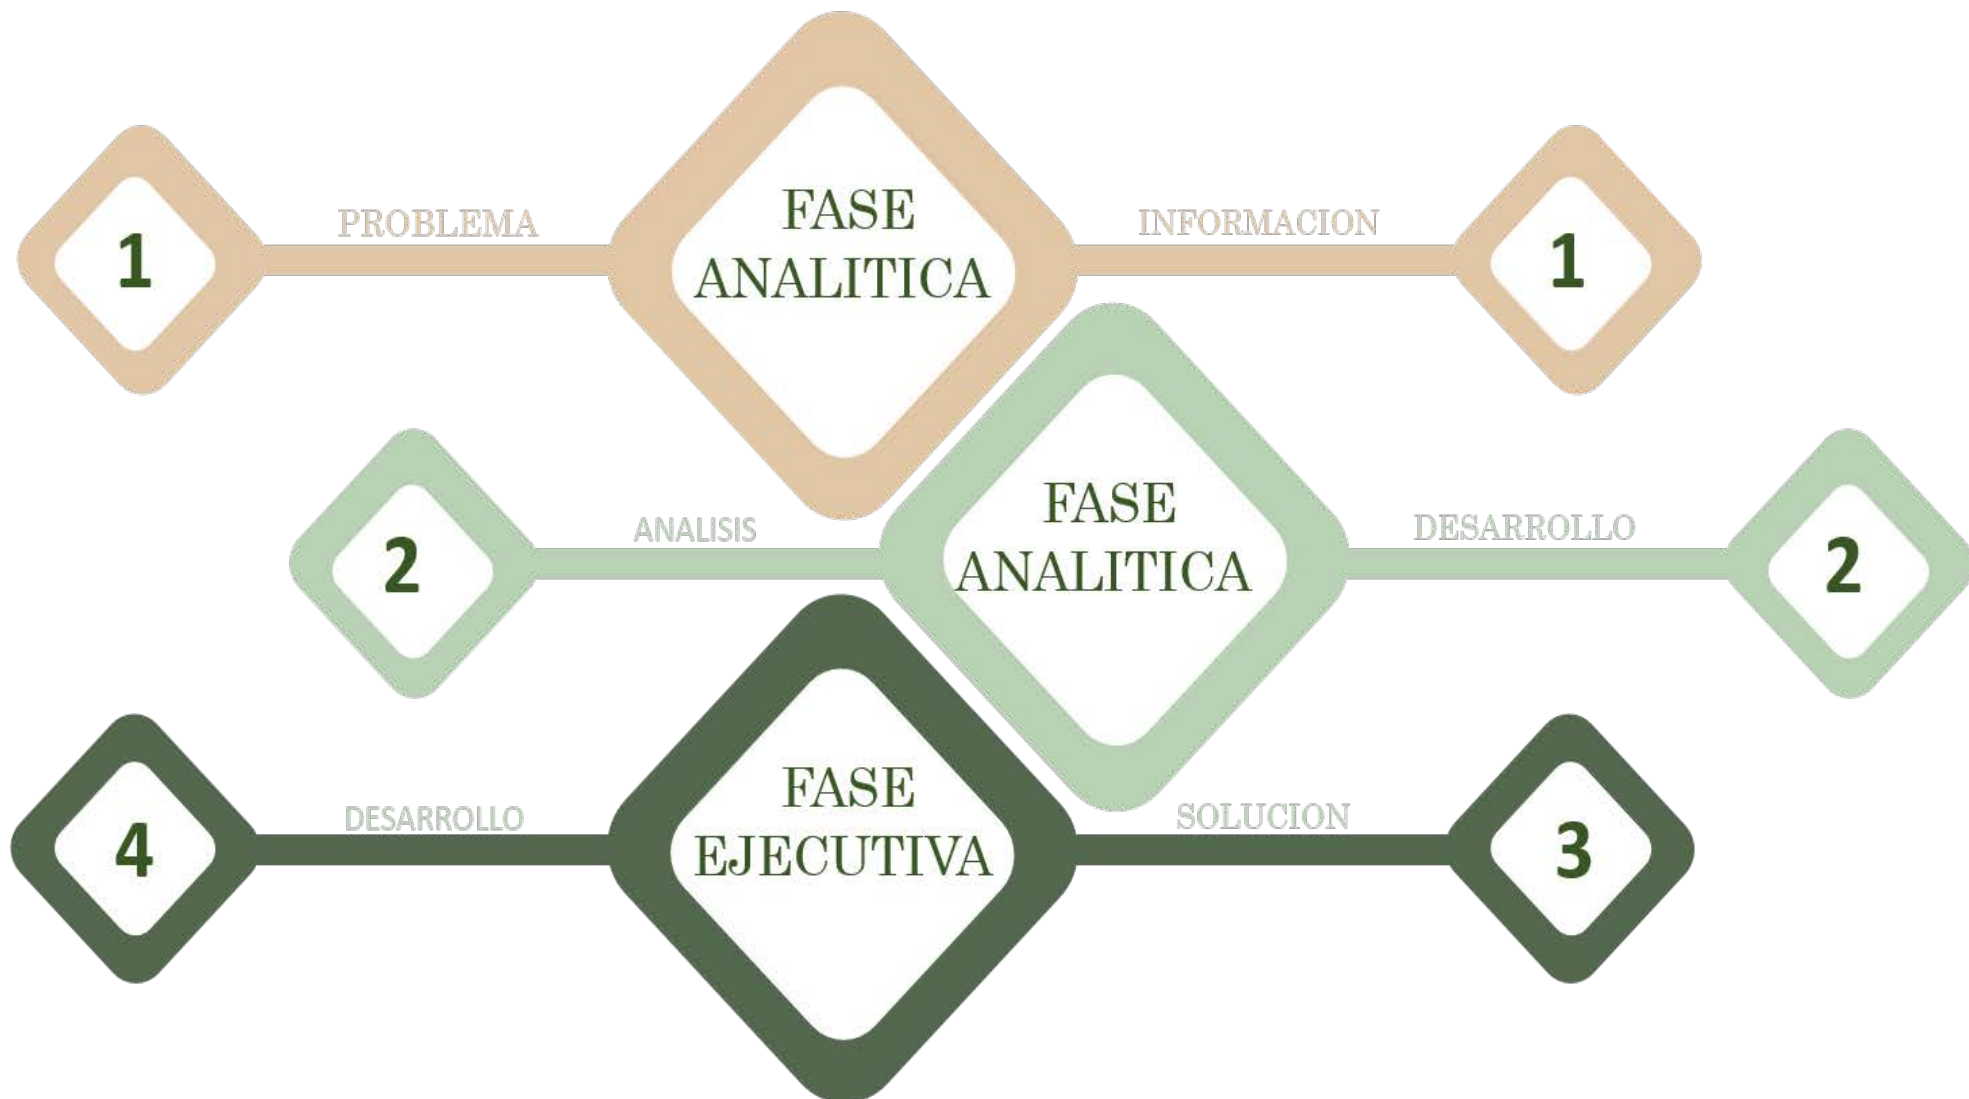 FASE
ANALITICA
1
PROBLEMA
INFORMACION
1
FASE
ANALITICA
2
ANALISIS
DESARROLLO
2
FASE
EJECUTIVA
4
DESARROLLO
SOLUCION
3